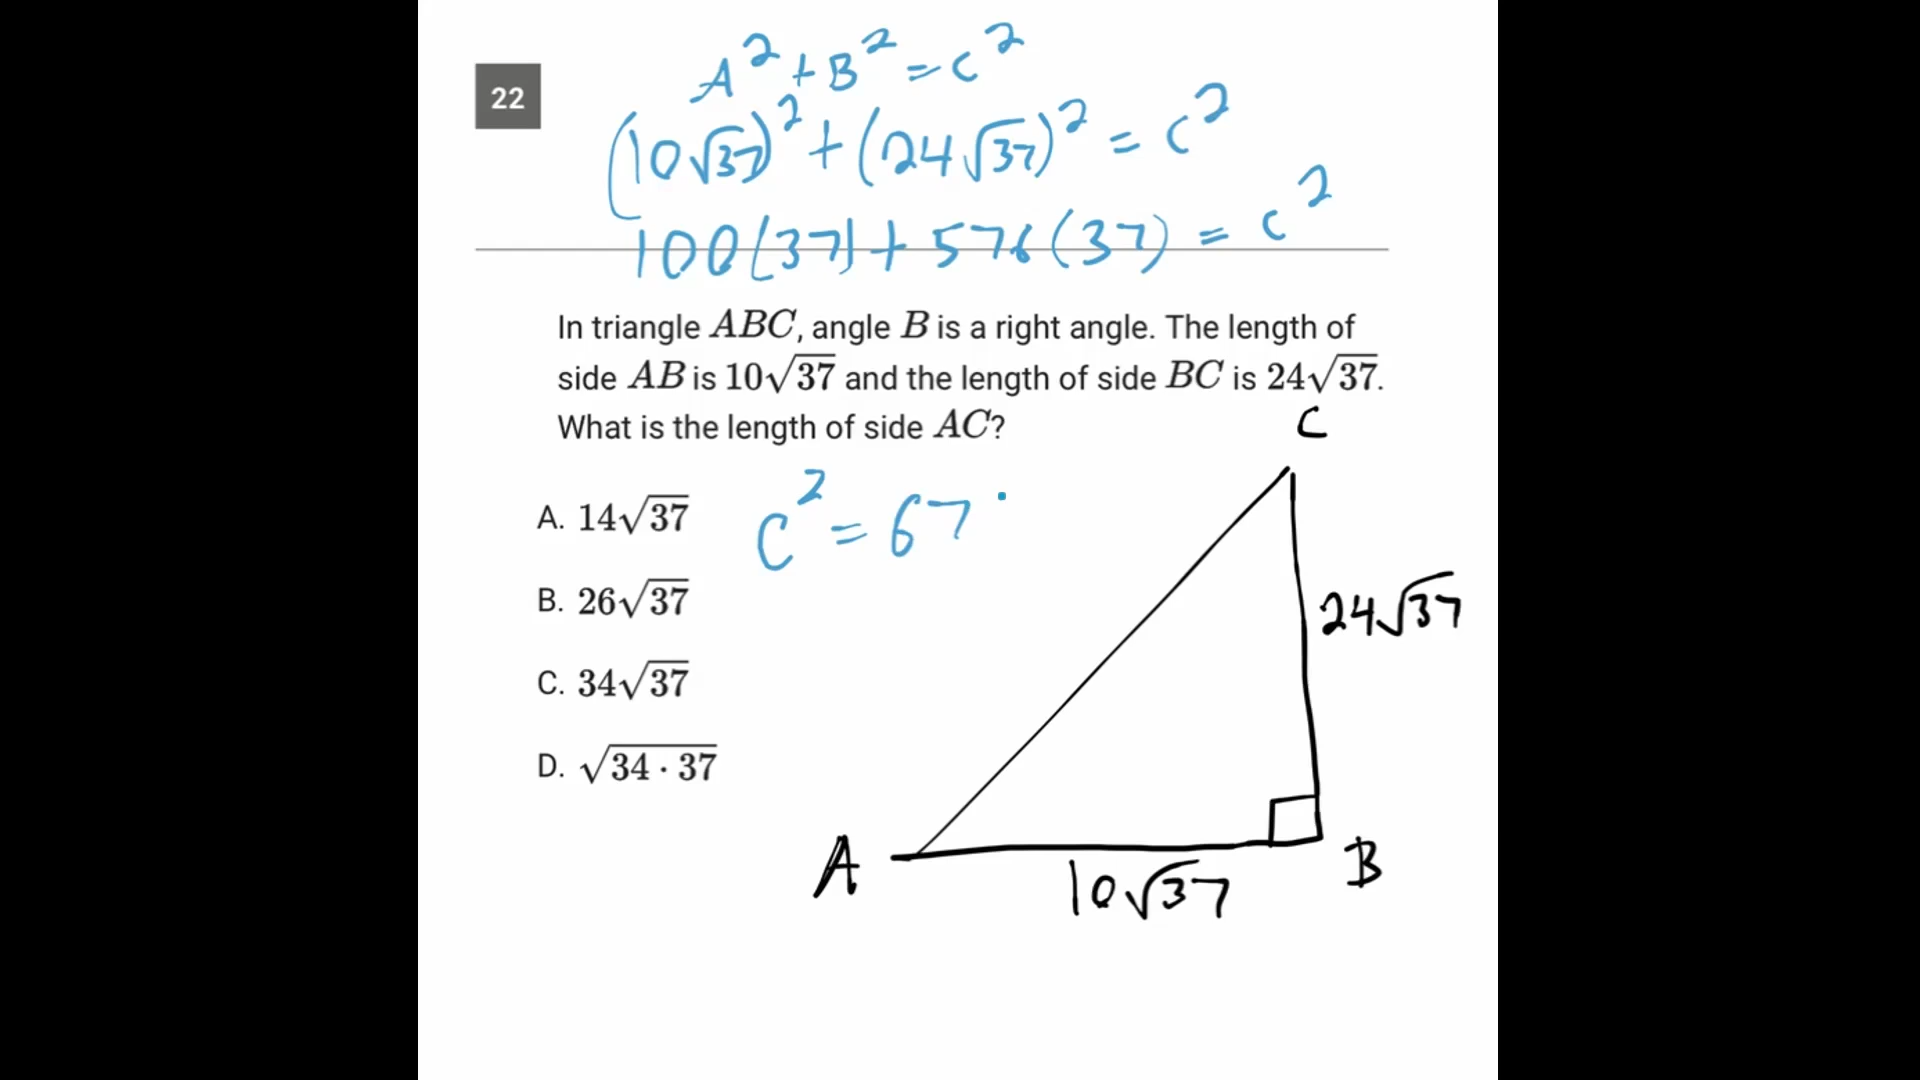 A² + B² = C²
22
(10√37)² + (24√37)² = C²
100(37) + 576(37) = C²
In triangle ABC, angle B is a right angle. The length of
side AB is 10√37 and the length of side BC is 24√37.
What is the length of side AC?
C
C² = 67
A. 14√37
B. 26√37
24√37
C. 34√37
D. √34 · 37
A
B
10√37